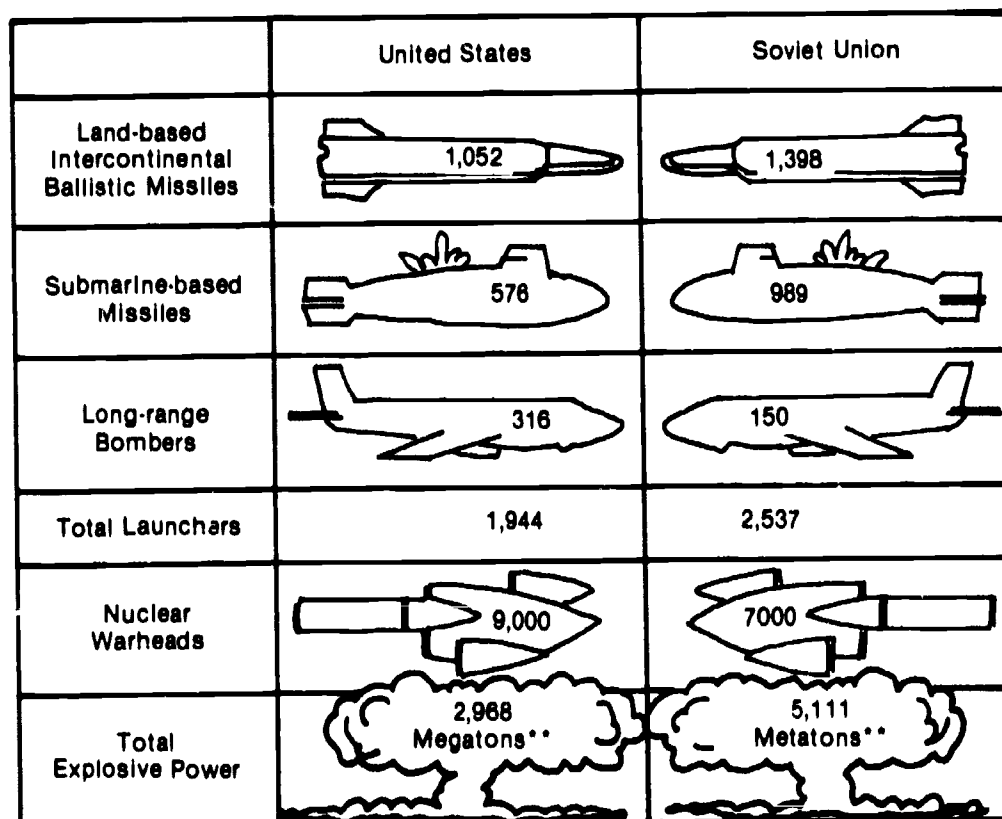 United States
Soviet Union
Land-based
Intercontinental
Ballistic Missiles
1,052
1,398
Submarine-based
Missiles
576
989
Long-range
Bombers
316
150
Total Launchars
1,944
2,537
Nuclear
Warheads
9,000
7000
Total
Explosive Power
2,968
Megatons**
5,111
Metatons**